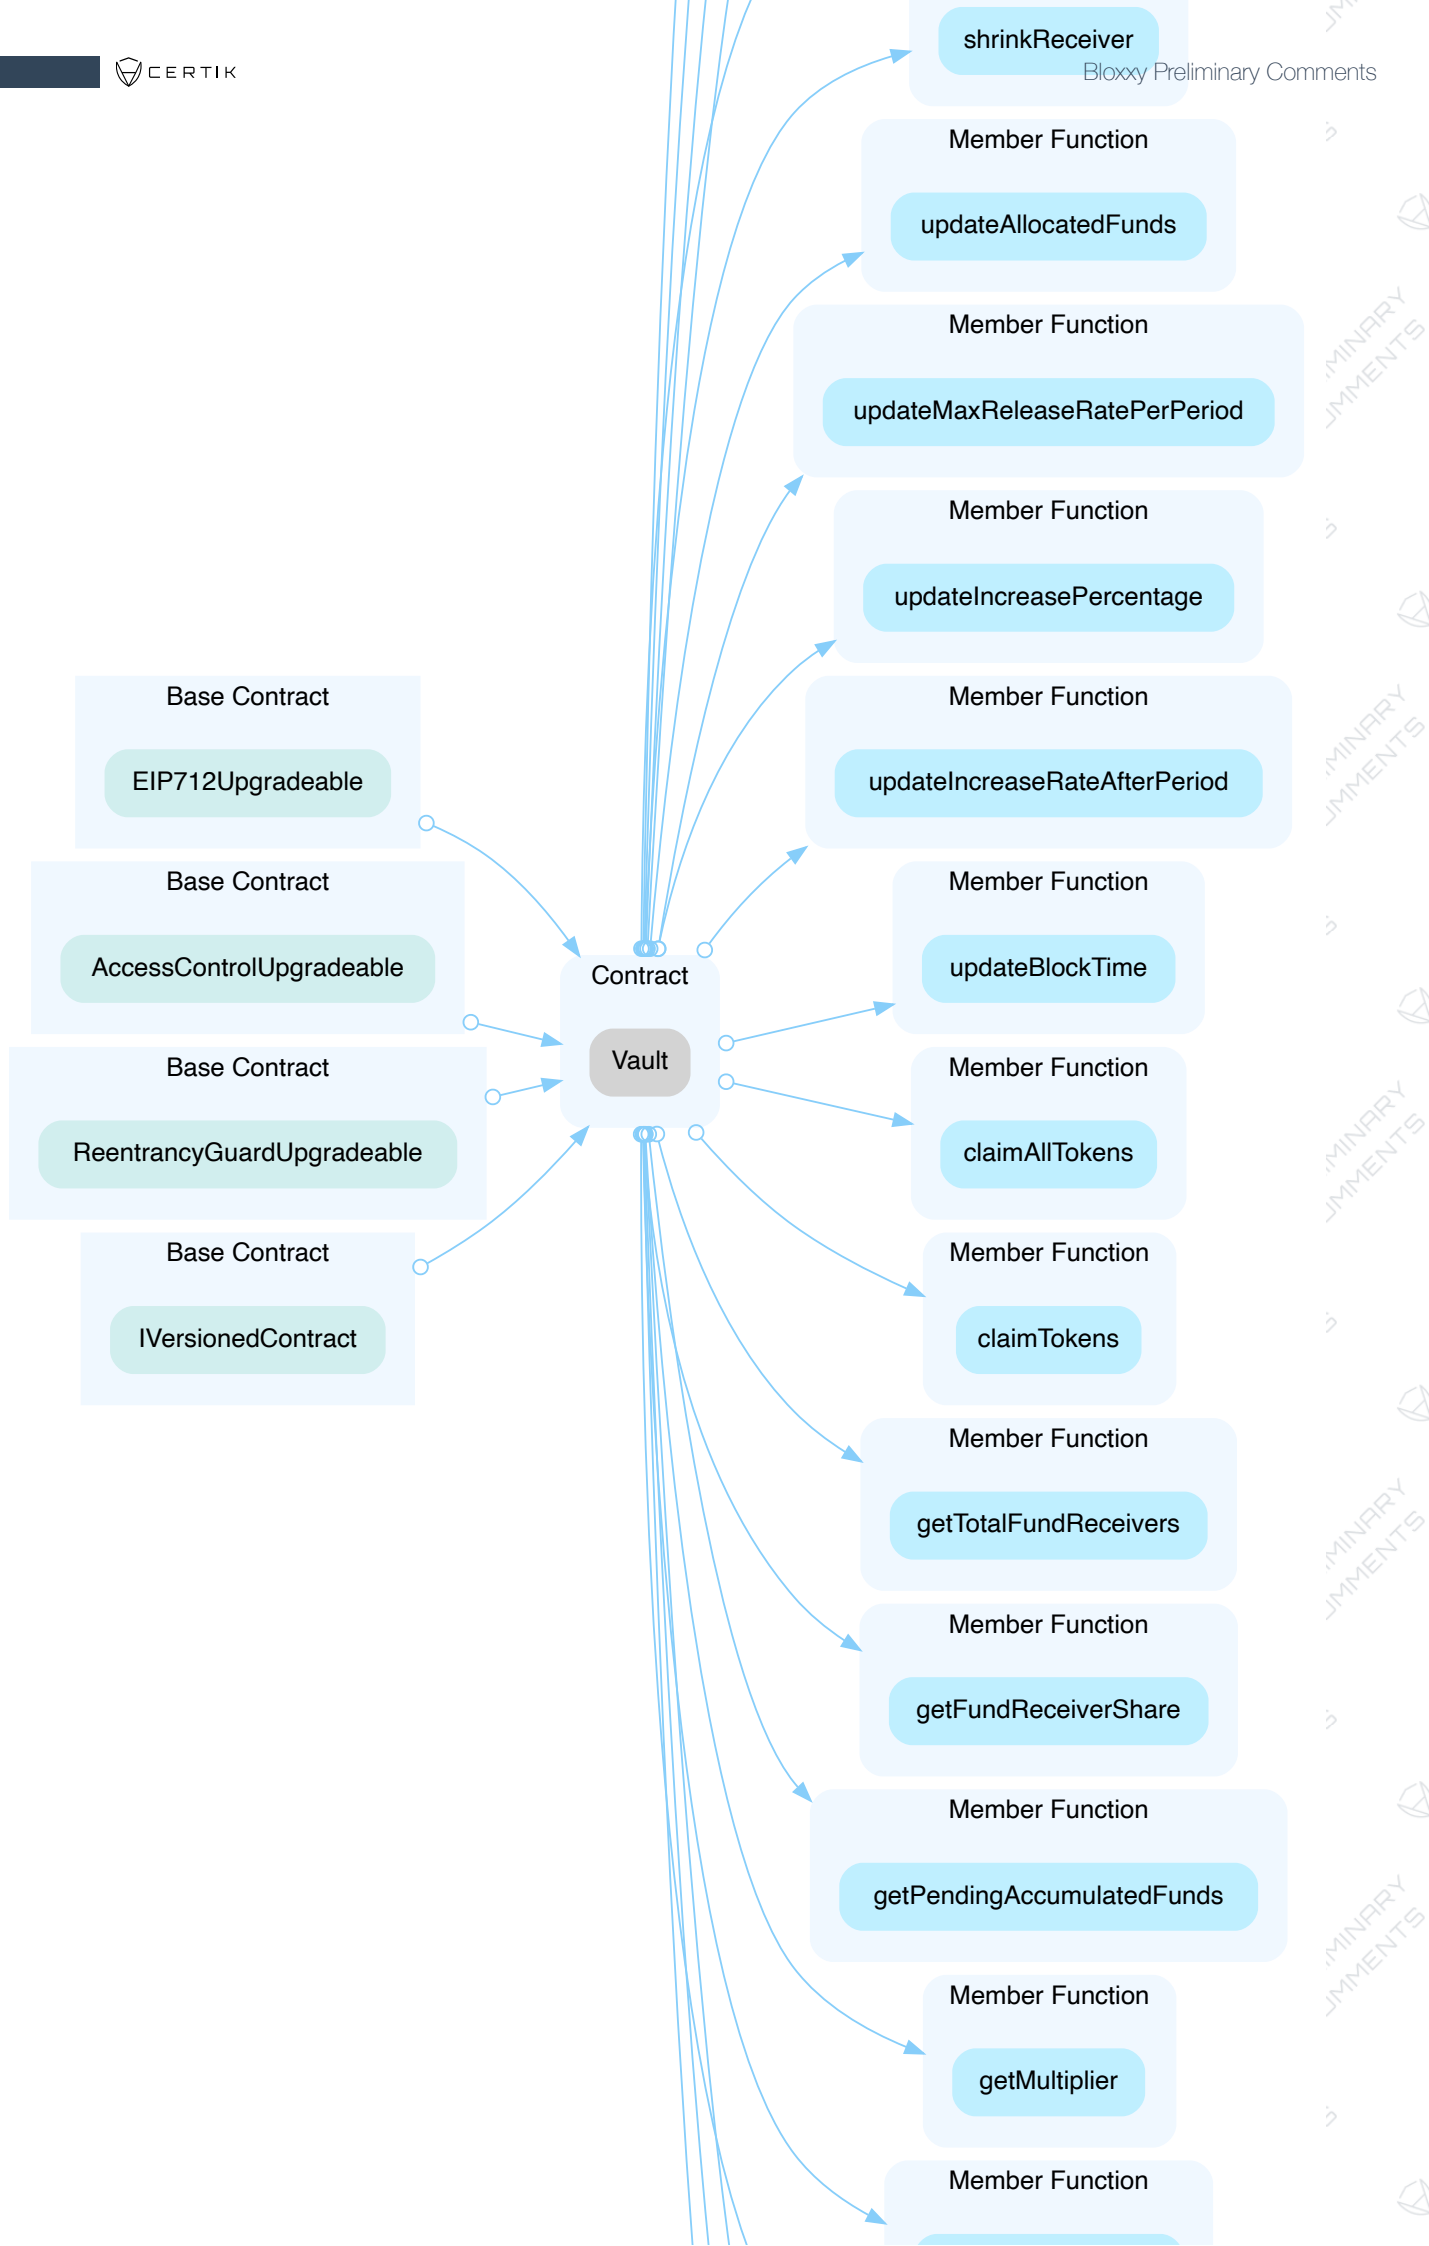 shrinkReceiver
CERTIK
Bloxxy Preliminary Comments
Member Function
updateAllocatedFunds
Member Function
updateMaxReleaseRatePerPeriod
Member Function
updateIncreasePercentage
Base Contract
Member Function
EIP712Upgradeable
updateIncreaseRateAfterPeriod
Base Contract
Member Function
AccessControlUpgradeable
updateBlockTime
Contract
Vault
Base Contract
Member Function
ReentrancyGuardUpgradeable
claimAllTokens
Base Contract
Member Function
IVersionedContract
claimTokens
Member Function
getTotalFundReceivers
Member Function
getFundReceiverShare
Member Function
getPendingAccumulatedFunds
Member Function
getMultiplier
Member Function